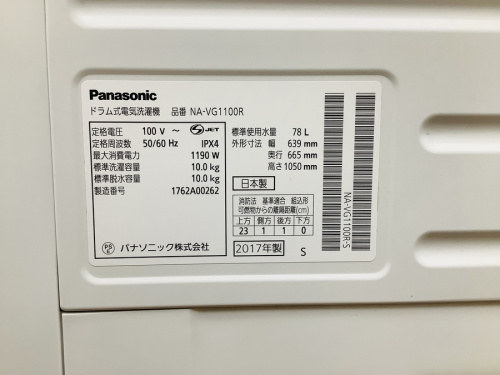 Panasonic
ドラム式電気洗濯機 品番 NA-VG1100R
定格電圧 100 V ～ S JET
定格周波数 50/60 Hz IPX4
最大消費電力 1190 W
標準洗濯容量 10.0 kg
標準脱水容量 10.0 kg
製造番号 1762A00262
PS E パナソニック株式会社
標準使用水量 78 L
外形寸法 幅 639 mm
奥行 665 mm
高さ 1050 mm
日本製
消防法 基準適合 組込形
可燃物からの離隔距離(cm)
上方 側方 後方 下方
23 1 1 0
2017年製 S
NA-VG1100R-S